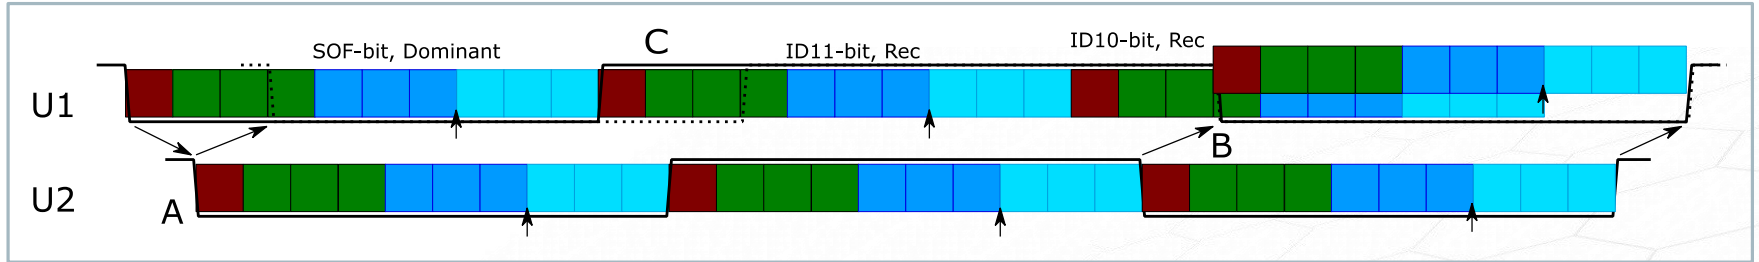 SOF-bit, Dominant
C
ID11-bit, Rec
ID10-bit, Rec
U1
B
U2
A